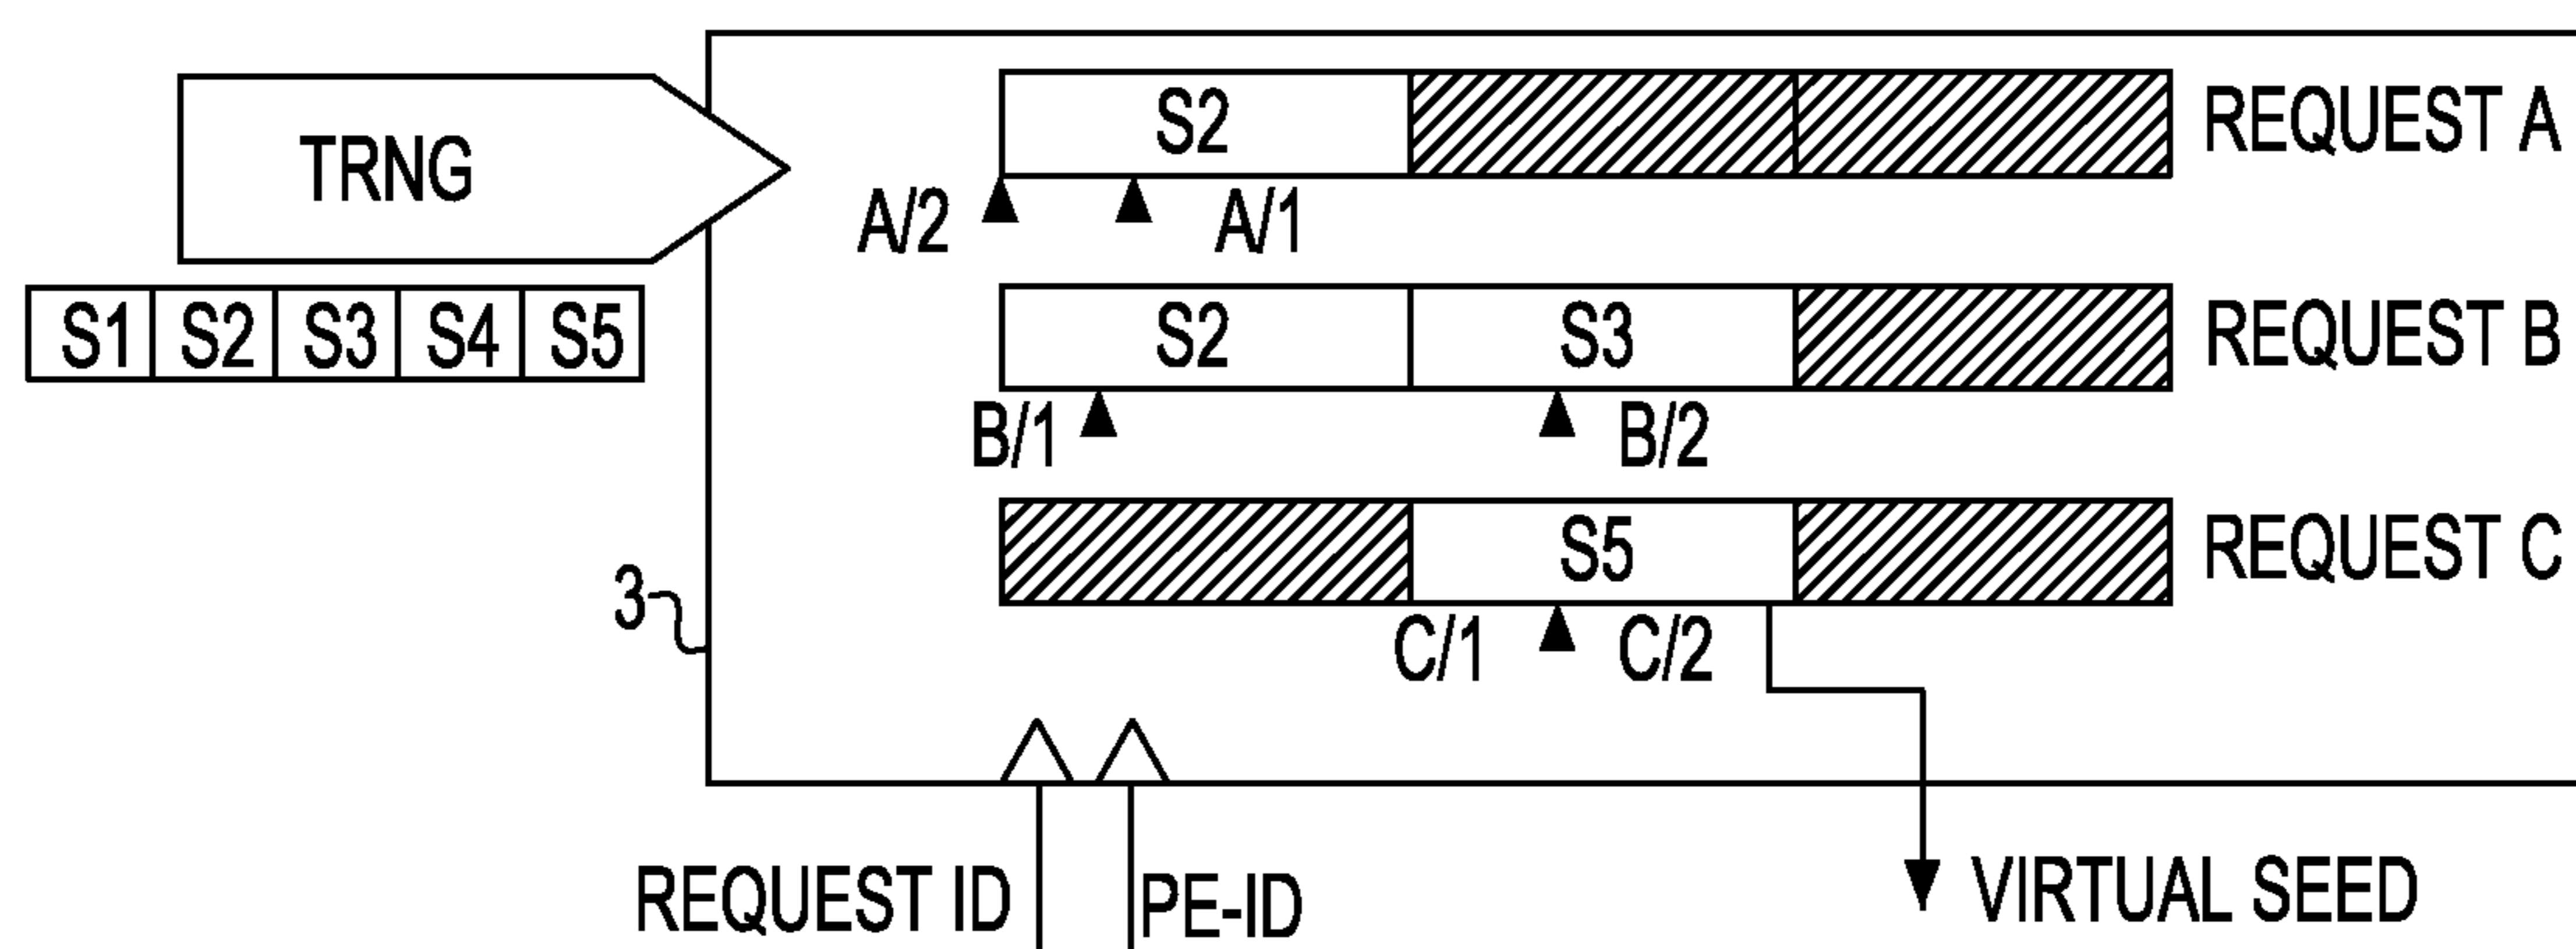 TRNG
S1 S2 S3 S4 S5
S2 REQUEST A
A/2 A/1
S2 S3 REQUEST B
B/1 B/2
S5 REQUEST C
C/1 C/2
3
REQUEST ID PE-ID
VIRTUAL SEED